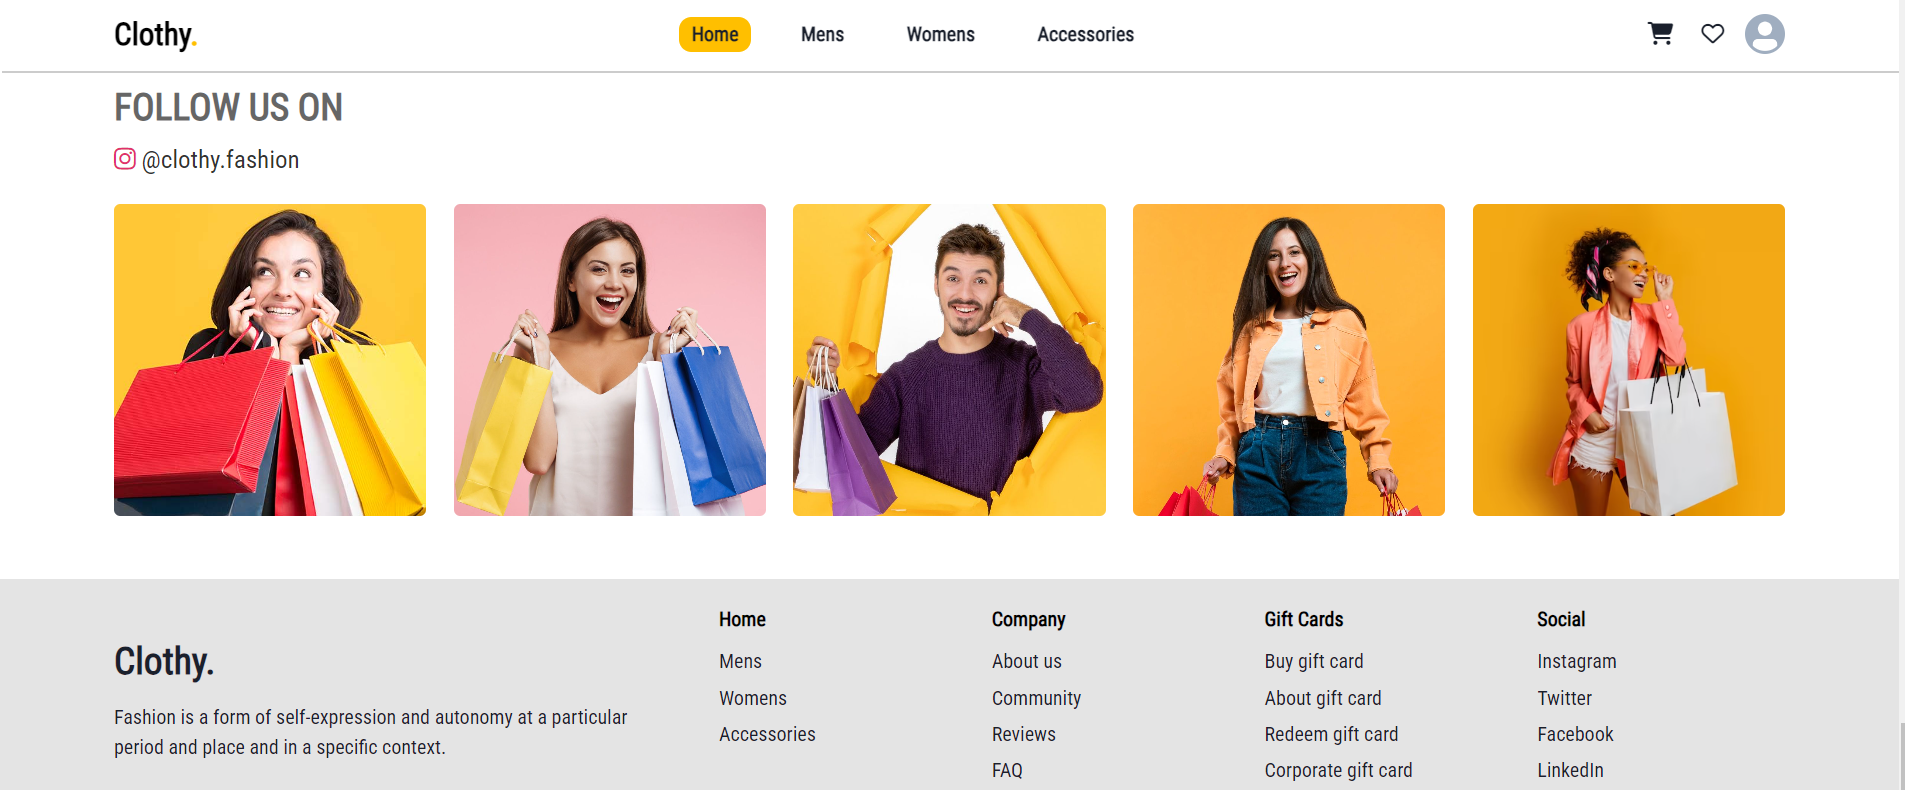 Clothy.
Home Mens Womens Accessories
FOLLOW US ON
@clothy.fashion
Clothy.
Fashion is a form of self-expression and autonomy at a particular
period and place and in a specific context.
Home
Mens
Womens
Accessories
Company
About us
Community
Reviews
FAQ
Gift Cards
Buy gift card
About gift card
Redeem gift card
Corporate gift card
Social
Instagram
Twitter
Facebook
LinkedIn